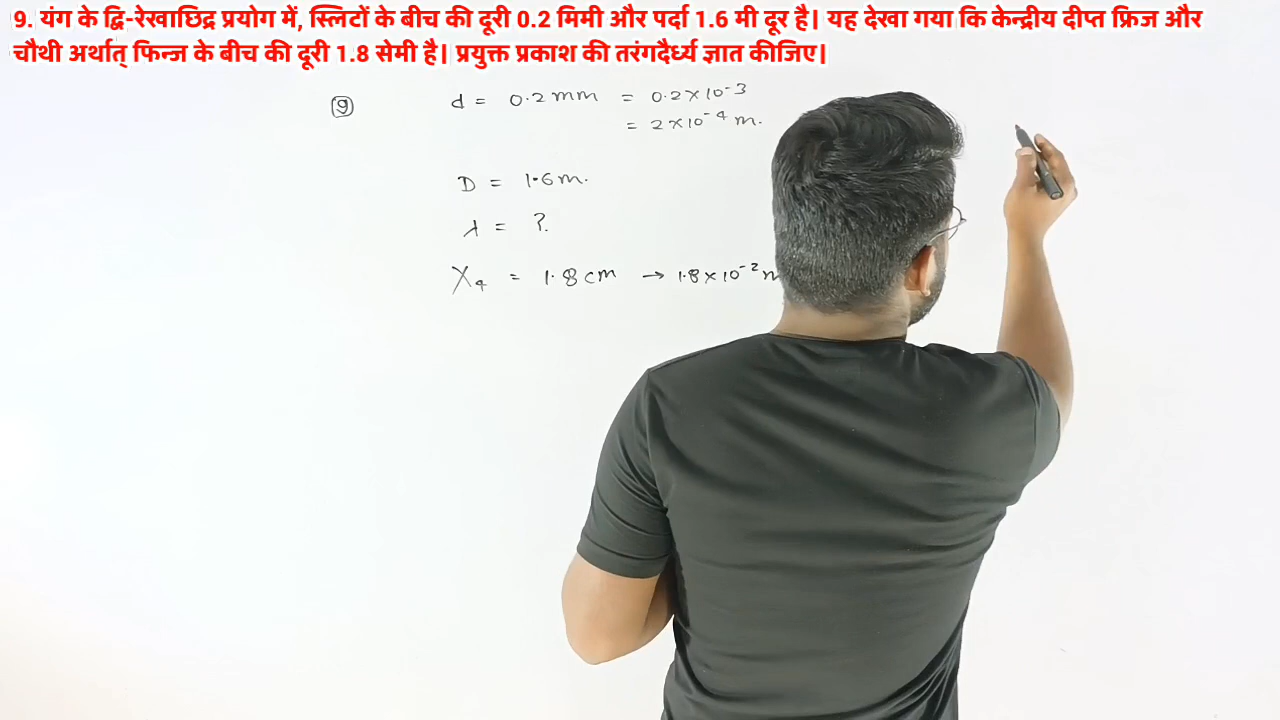 9. यंग के द्वि-रेखाछिद्र प्रयोग में, स्लिटों के बीच की दूरी 0.2 मिमी और पर्दा 1.6 मी दूर है। यह देखा गया कि केन्द्रीय दीप्त फ्रिज और
चौथी अर्थात् फिन्ज के बीच की दूरी 1.8 सेमी है। प्रयुक्त प्रकाश की तरंगदैर्ध्य ज्ञात कीजिए।
9 d = 0.2 mm = 0.2×10⁻³
= 2×10⁻⁴ m.
D = 1.6 m.
λ = ?
X₄ = 1.8 cm → 1.8×10⁻² m